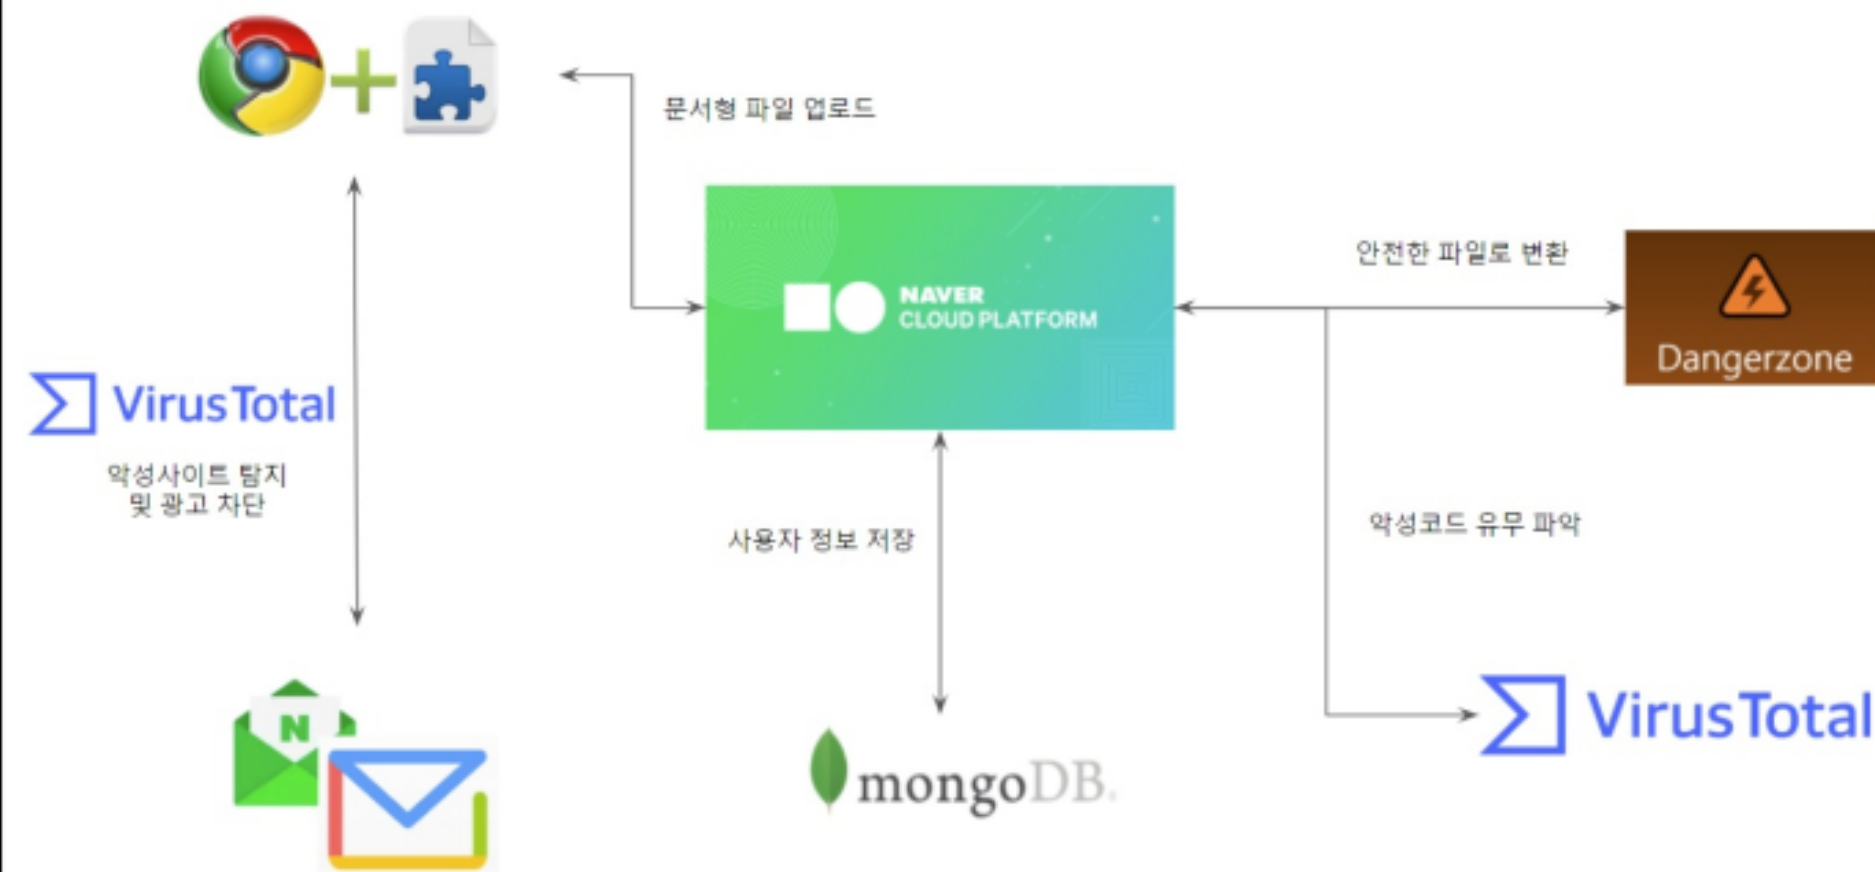 문서형 파일 업로드
NAVER
CLOUD PLATFORM
안전한 파일로 변환
Dangerzone
VirusTotal
악성사이트 탐지
및 광고 차단
사용자 정보 저장
악성코드 유무 파악
N
mongoDB.
VirusTotal